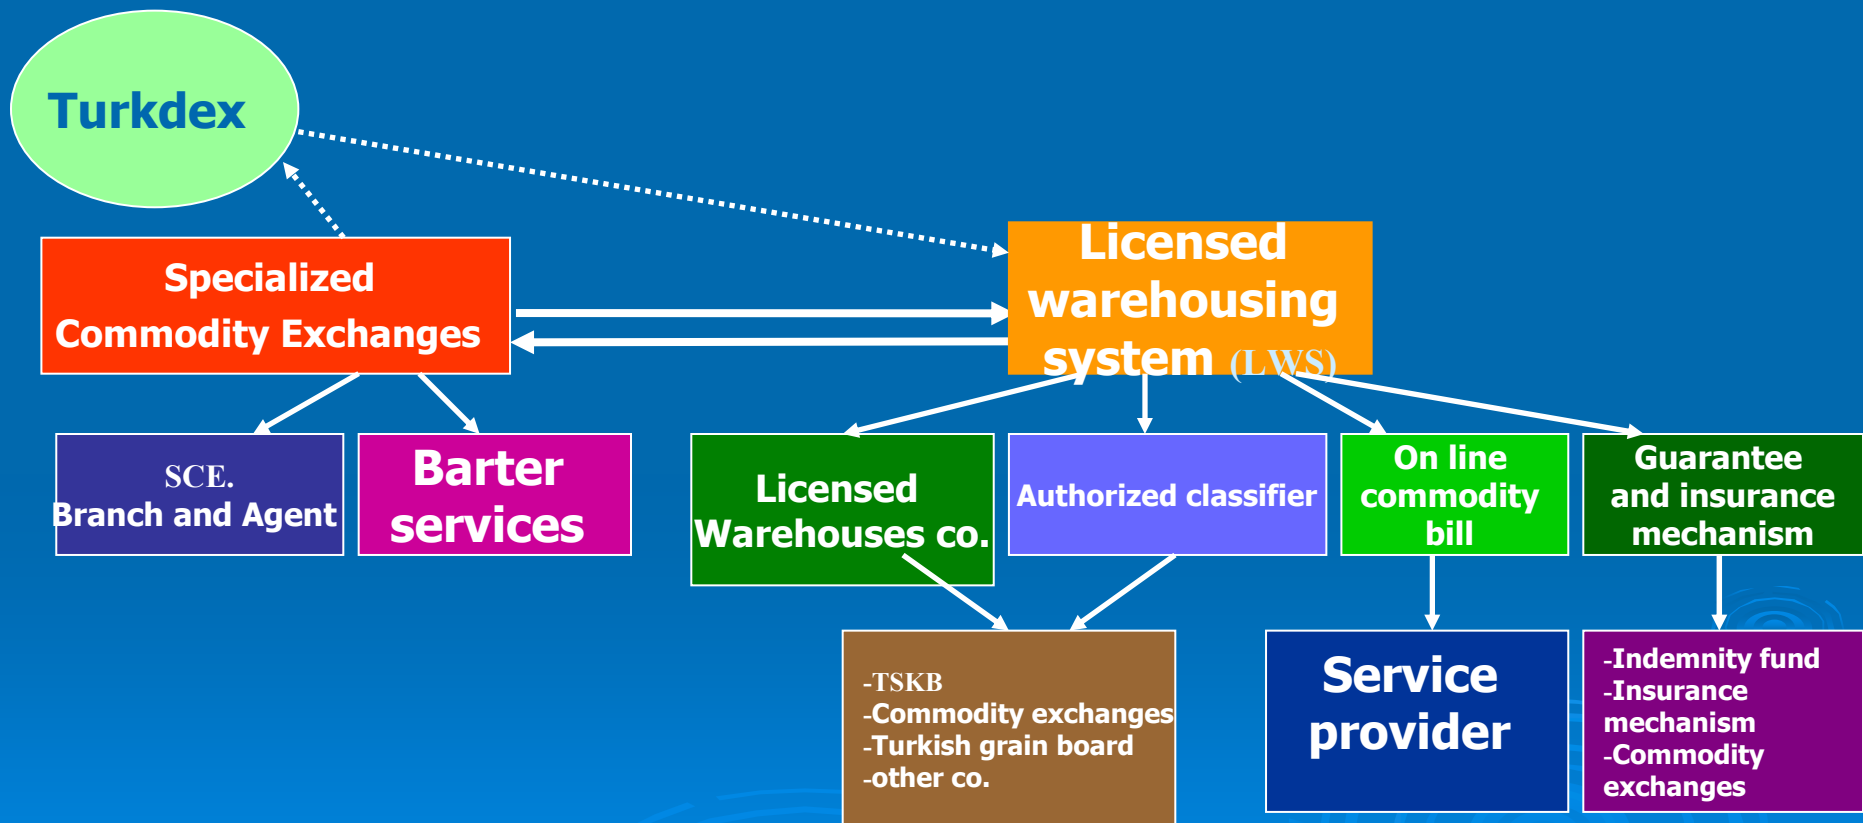 Turkdex
Specialized
Commodity Exchanges
Licensed
warehousing
system (LWS)
SCE.
Branch and Agent
Barter
services
Licensed
Warehouses co.
Authorized classifier
On line
commodity
bill
Guarantee
and insurance
mechanism
-TSKB
-Commodity exchanges
-Turkish grain board
-other co.
Service
provider
-Indemnity fund
-Insurance
mechanism
-Commodity
exchanges